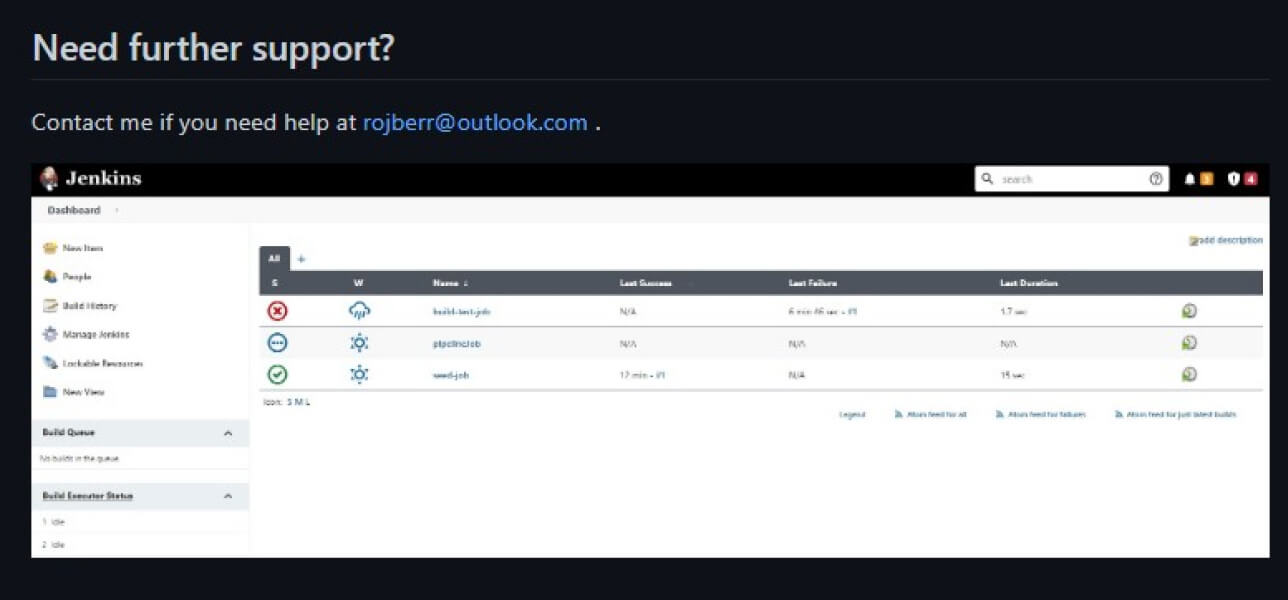 Need further support?
Contact me if you need help at rojberr@outlook.com .
Jenkins
search
3
4
Dashboard
add description
New Item
People
Build History
Manage Jenkins
Lockable Resources
New View
All +
S W Name ↓ Last Success Last Failure Last Duration
build-test-job N/A 6 min 46 sec - #1 1.7 sec
pipelineJob N/A N/A N/A
seed-job 12 min - #1 N/A 15 sec
Icon: S M L
Legend Atom feed for all Atom feed for failures Atom feed for just latest builds
Build Queue
No builds in the queue.
Build Executor Status
1 Idle
2 Idle